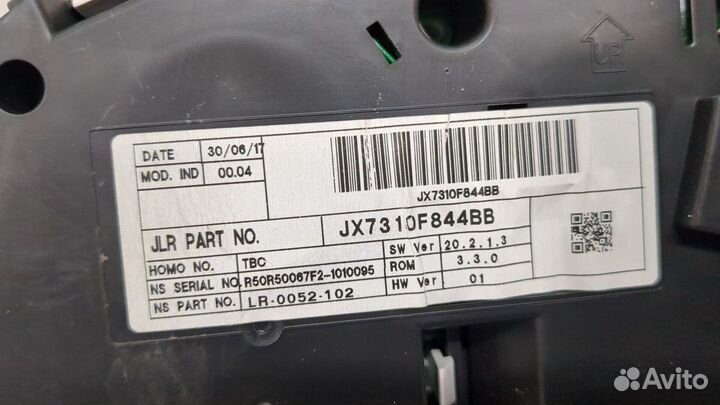 UP
DATE 30/06/17
MOD. IND 00.04
JX7310F844BB
JLR PART NO. JX7310F844BB
HOMO NO. TBC
NS SERIAL NO. R50R50067F2-1010095
NS PART NO. LR-0052-102
SW Ver 20.2.1.3
ROM 3.3.0
HW Ver 01
Avito